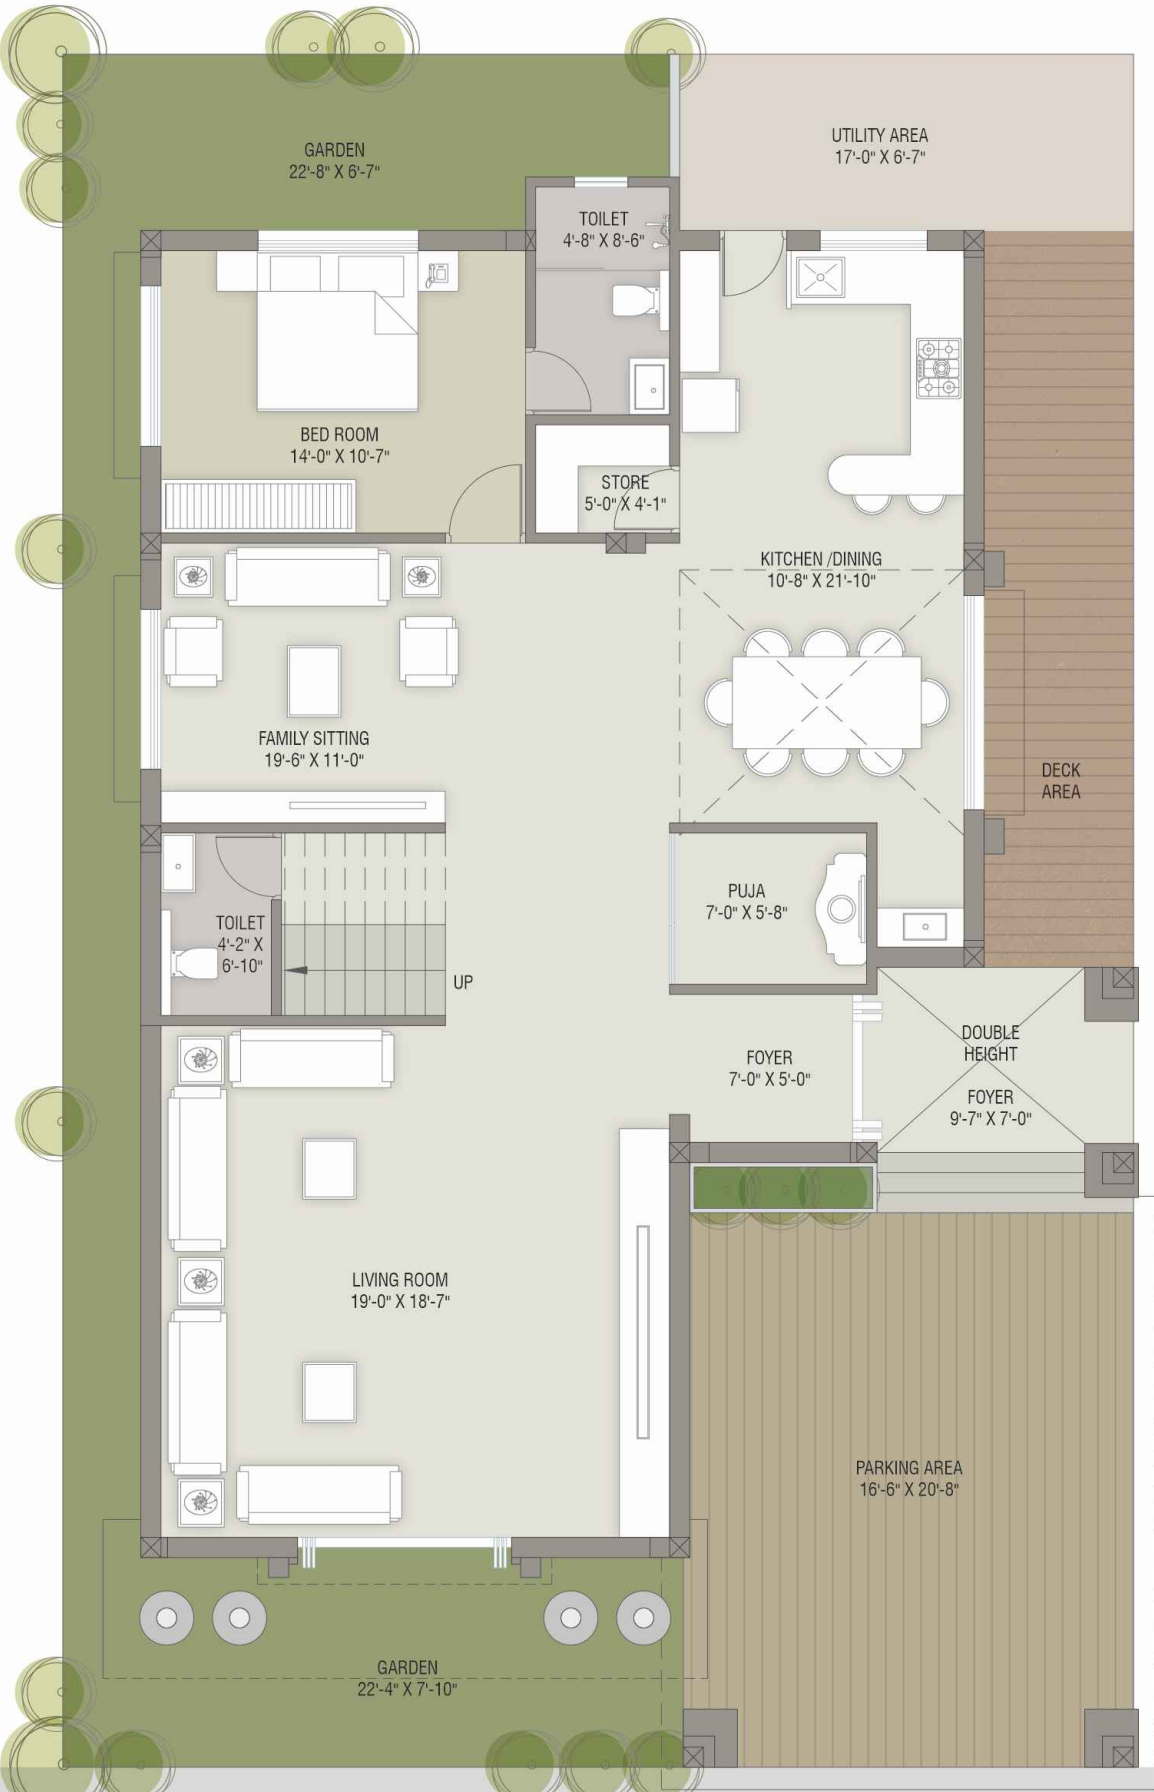 GARDEN
22'-8" X 6'-7"
UTILITY AREA
17'-0" X 6'-7"
TOILET
4'-8" X 8'-6"
BED ROOM
14'-0" X 10'-7"
STORE
5'-0" X 4'-1"
KITCHEN /DINING
10'-8" X 21'-10"
FAMILY SITTING
19'-6" X 11'-0"
DECK
AREA
PUJA
7'-0" X 5'-8"
TOILET
4'-2" X
6'-10"
UP
DOUBLE
HEIGHT
FOYER
9'-7" X 7'-0"
FOYER
7'-0" X 5'-0"
LIVING ROOM
19'-0" X 18'-7"
PARKING AREA
16'-6" X 20'-8"
GARDEN
22'-4" X 7'-10"